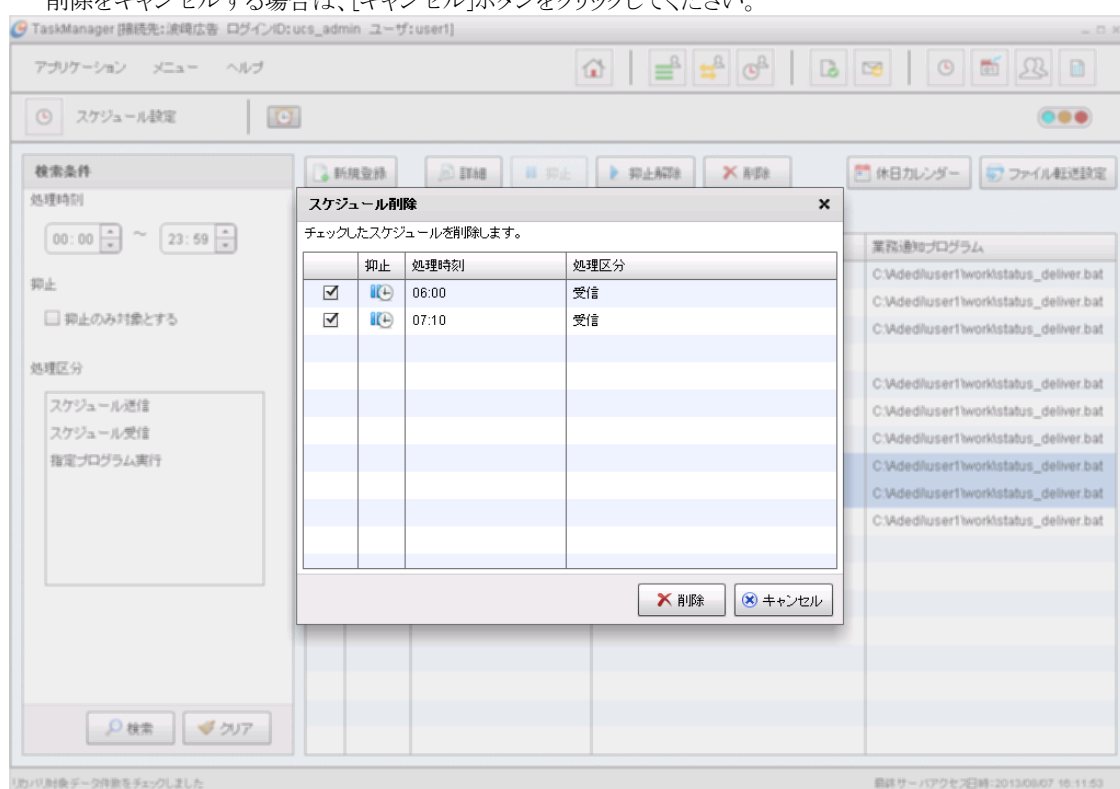 削除をキャンセルする場合は、[キャンセル]ボタンをクリックしてください。
TaskManager [接続先:波崎広告 ログインID:ucs_admin ユーザ:user1]
アプリケーション メニュー ヘルプ
スケジュール設定
検索条件
新規登録 詳細 抑止 抑止解除 削除 休日カレンダー ファイル転送設定
処理時刻
00:00 ~ 23:59
抑止
抑止のみ対象とする
処理区分
スケジュール送信
スケジュール受信
指定プログラム実行
検索 クリア
スケジュール削除
チェックしたスケジュールを削除します。
抑止 処理時刻 処理区分
06:00 受信
07:10 受信
削除 キャンセル
業務通知プログラム
C:\Adedi\user1\work\status_deliver.bat
C:\Adedi\user1\work\status_deliver.bat
C:\Adedi\user1\work\status_deliver.bat
C:\Adedi\user1\work\status_deliver.bat
C:\Adedi\user1\work\status_deliver.bat
C:\Adedi\user1\work\status_deliver.bat
C:\Adedi\user1\work\status_deliver.bat
C:\Adedi\user1\work\status_deliver.bat
C:\Adedi\user1\work\status_deliver.bat
リカバリ対象データ件数をチェックしました
最終サーバアクセス日時:2013/08/07 16:11:53